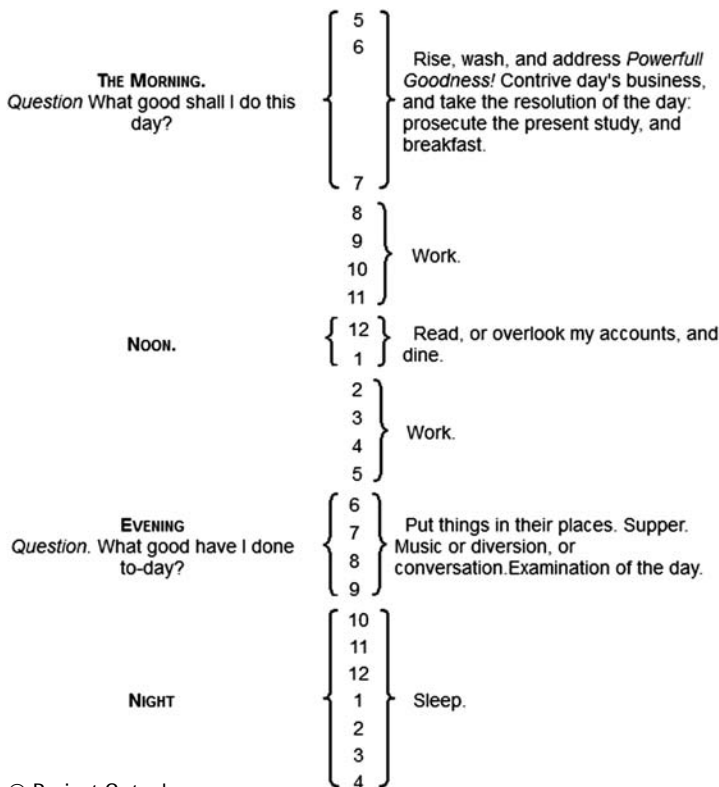 5
6
THE MORNING.
Question What good shall I do this
day?
Rise, wash, and address Powerfull
Goodness! Contrive day's business,
and take the resolution of the day:
prosecute the present study, and
breakfast.
7
8
9
10
11
Work.
NOON.
12
1
Read, or overlook my accounts, and
dine.
2
3
4
5
Work.
EVENING
Question. What good have I done
to-day?
6
7
8
9
Put things in their places. Supper.
Music or diversion, or
conversation.Examination of the day.
NIGHT
10
11
12
1
2
3
4
Sleep.
© Project